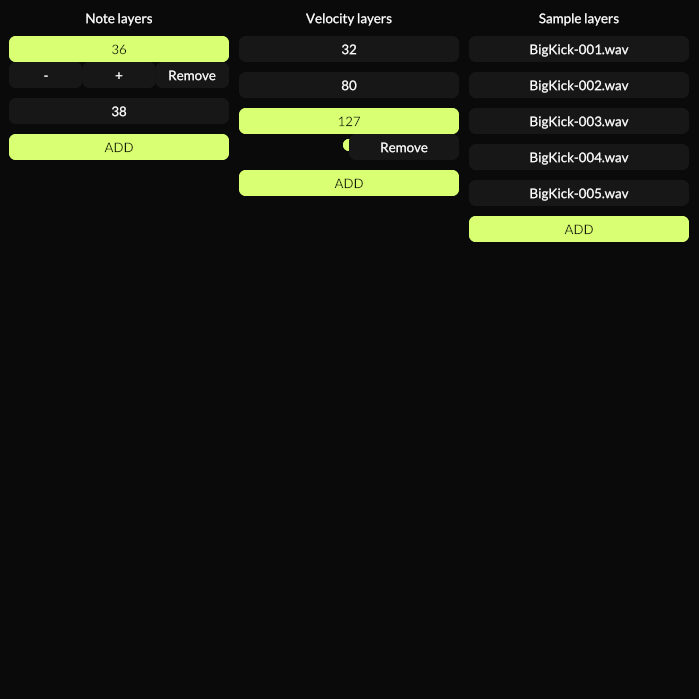 Note layers
36
- + Remove
38
ADD
Velocity layers
32
80
127
Remove
ADD
Sample layers
BigKick-001.wav
BigKick-002.wav
BigKick-003.wav
BigKick-004.wav
BigKick-005.wav
ADD